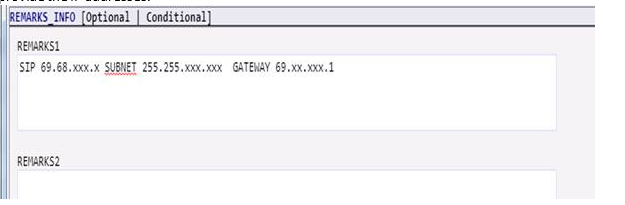 REMARKS_INFO [Optional | Conditional]
REMARKS1
SIP 69.68.xxx.x SUBNET 255.255.xxx.xxx GATEWAY 69.xx.xxx.1
REMARKS2